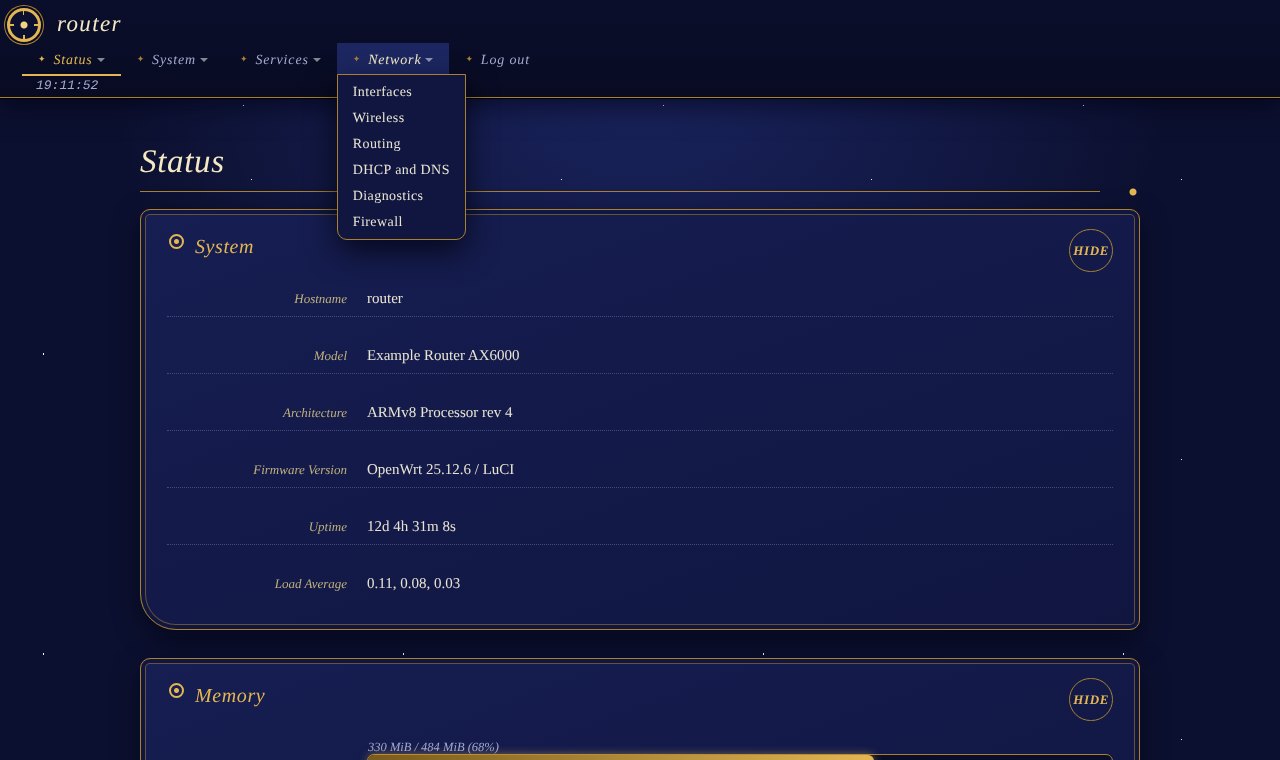 router
Status System Services Network Log out
19:11:52
Interfaces
Wireless
Routing
DHCP and DNS
Diagnostics
Firewall
Status
System HIDE
Hostname router
Model Example Router AX6000
Architecture ARMv8 Processor rev 4
Firmware Version OpenWrt 25.12.6 / LuCI
Uptime 12d 4h 31m 8s
Load Average 0.11, 0.08, 0.03
Memory HIDE
330 MiB / 484 MiB (68%)